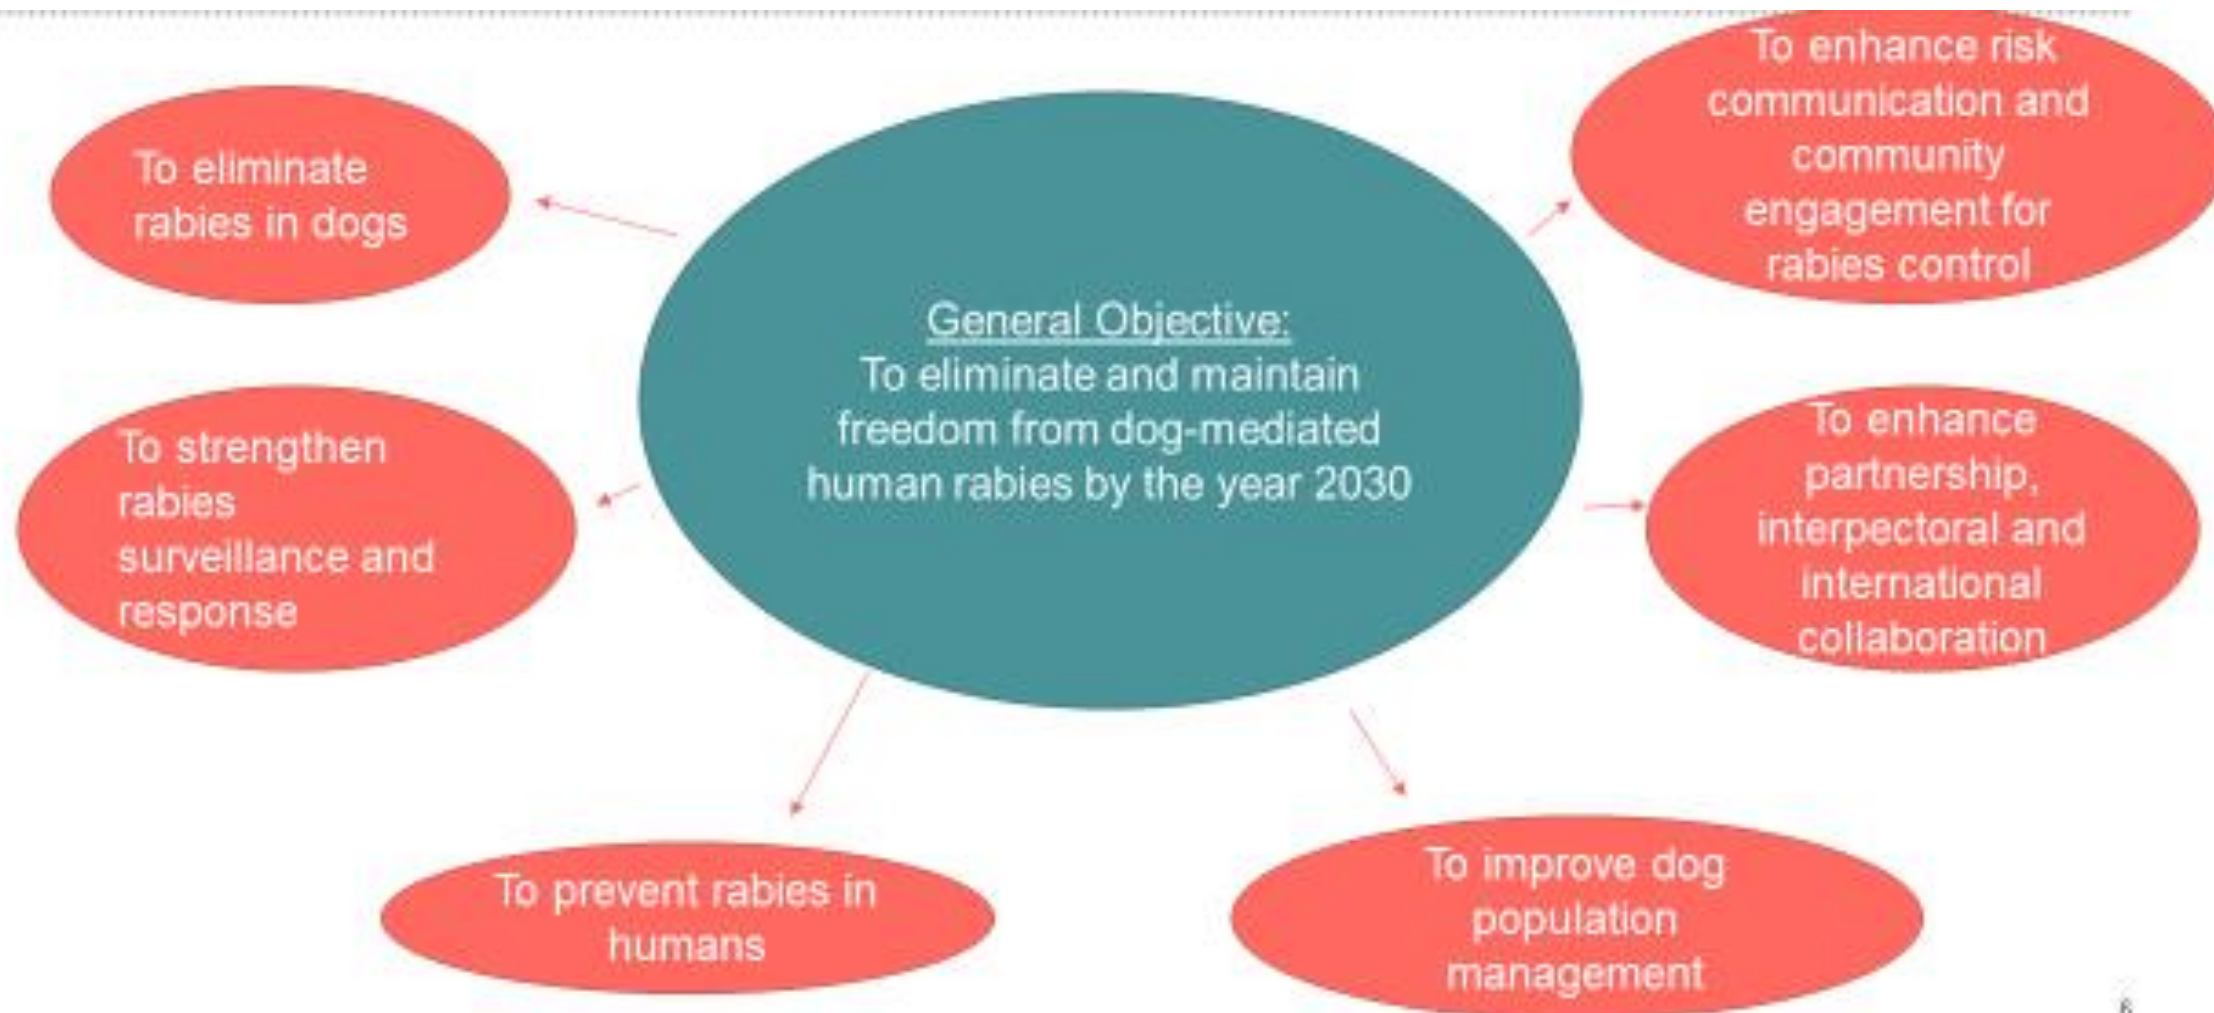 To enhance risk
communication and
community
engagement for
rabies control
To eliminate
rabies in dogs
General Objective:
To eliminate and maintain
freedom from dog-mediated
human rabies by the year 2030
To strengthen
rabies
surveillance and
response
To enhance
partnership,
interpectoral and
international
collaboration
To prevent rabies in
humans
To improve dog
population
management